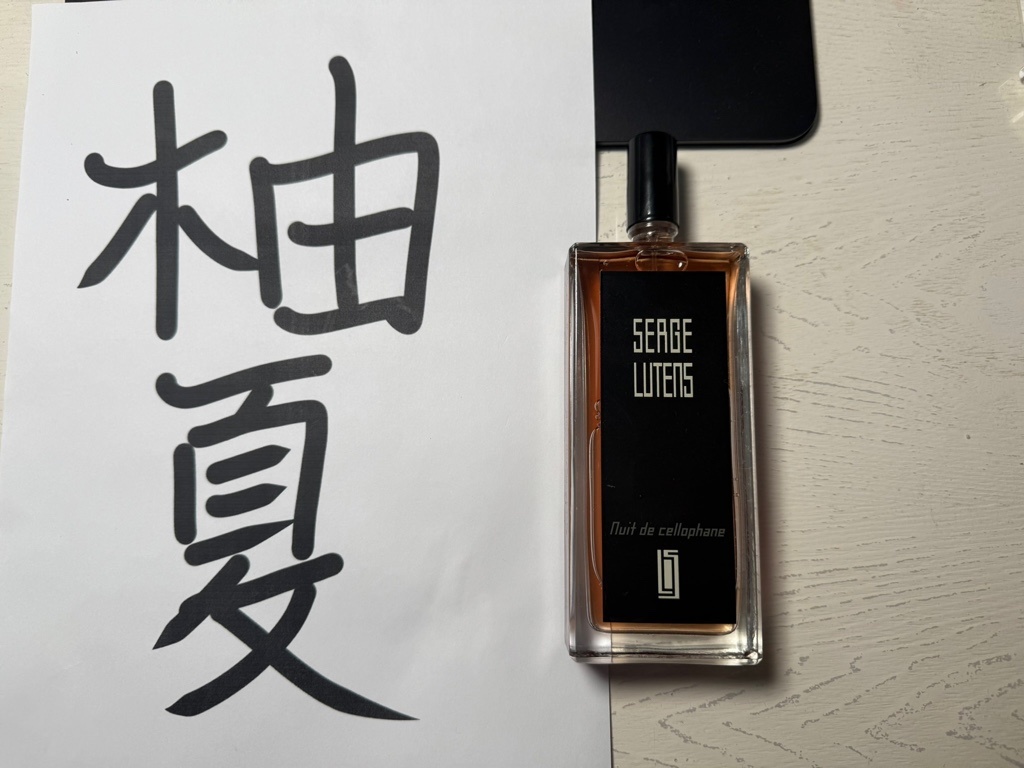 柚
夏
SERGE
LUTENS
Nuit de cellophane